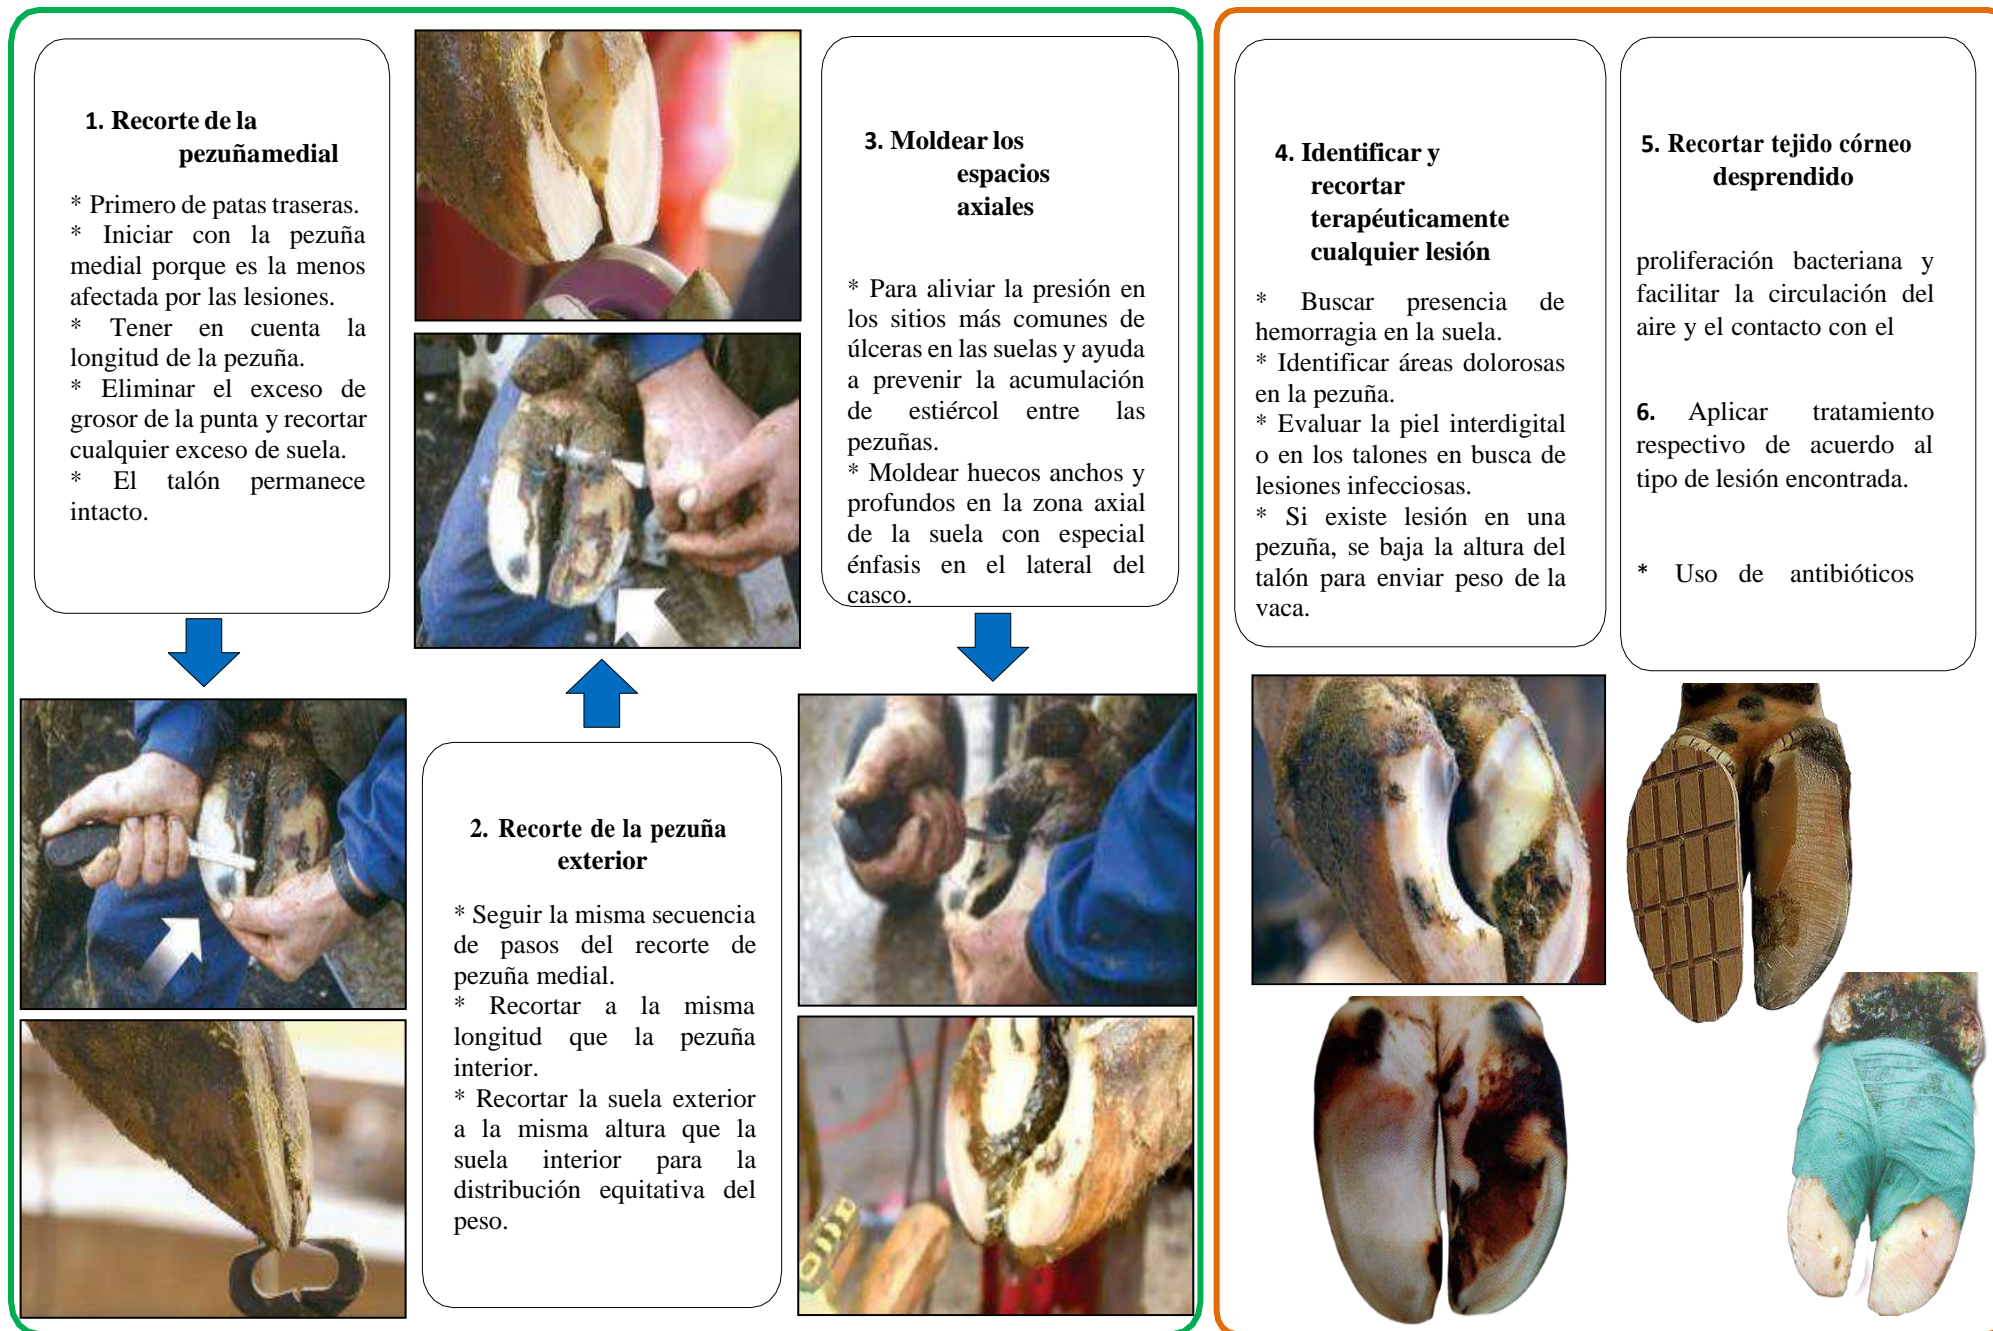 1. Recorte de la
pezuñamedial
* Primero de patas traseras.
* Iniciar con la pezuña
medial porque es la menos
afectada por las lesiones.
* Tener en cuenta la
longitud de la pezuña.
* Eliminar el exceso de
grosor de la punta y recortar
cualquier exceso de suela.
* El talón permanece
intacto.
2. Recorte de la pezuña
exterior
* Seguir la misma secuencia
de pasos del recorte de
pezuña medial.
* Recortar a la misma
longitud que la pezuña
interior.
* Recortar la suela exterior
a la misma altura que la
suela interior para la
distribución equitativa del
peso.
3. Moldear los
espacios
axiales
* Para aliviar la presión en
los sitios más comunes de
úlceras en las suelas y ayuda
a prevenir la acumulación
de estiércol entre las
pezuñas.
* Moldear huecos anchos y
profundos en la zona axial
de la suela con especial
énfasis en el lateral del
casco.
4. Identificar y
recortar
terapéuticamente
cualquier lesión
* Buscar presencia de
hemorragia en la suela.
* Identificar áreas dolorosas
en la pezuña.
* Evaluar la piel interdigital
o en los talones en busca de
lesiones infecciosas.
* Si existe lesión en una
pezuña, se baja la altura del
talón para enviar peso de la
vaca.
5. Recortar tejido córneo
desprendido
proliferación bacteriana y
facilitar la circulación del
aire y el contacto con el
6. Aplicar tratamiento
respectivo de acuerdo al
tipo de lesión encontrada.
* Uso de antibióticos